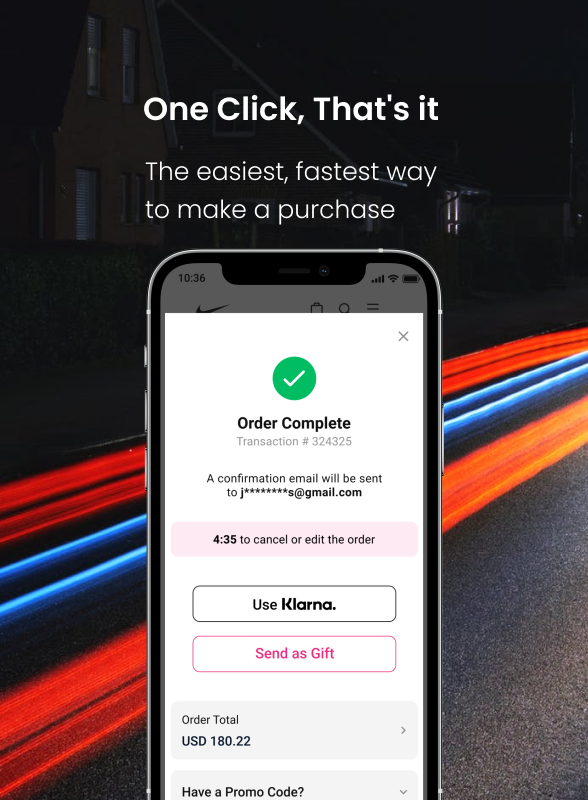 One Click, That's it
The easiest, fastest way
to make a purchase
10:36
Order Complete
Transaction # 324325
A confirmation email will be sent
to j********s@gmail.com
4:35 to cancel or edit the order
Use Klarna.
Send as Gift
Order Total
USD 180.22
Have a Promo Code?